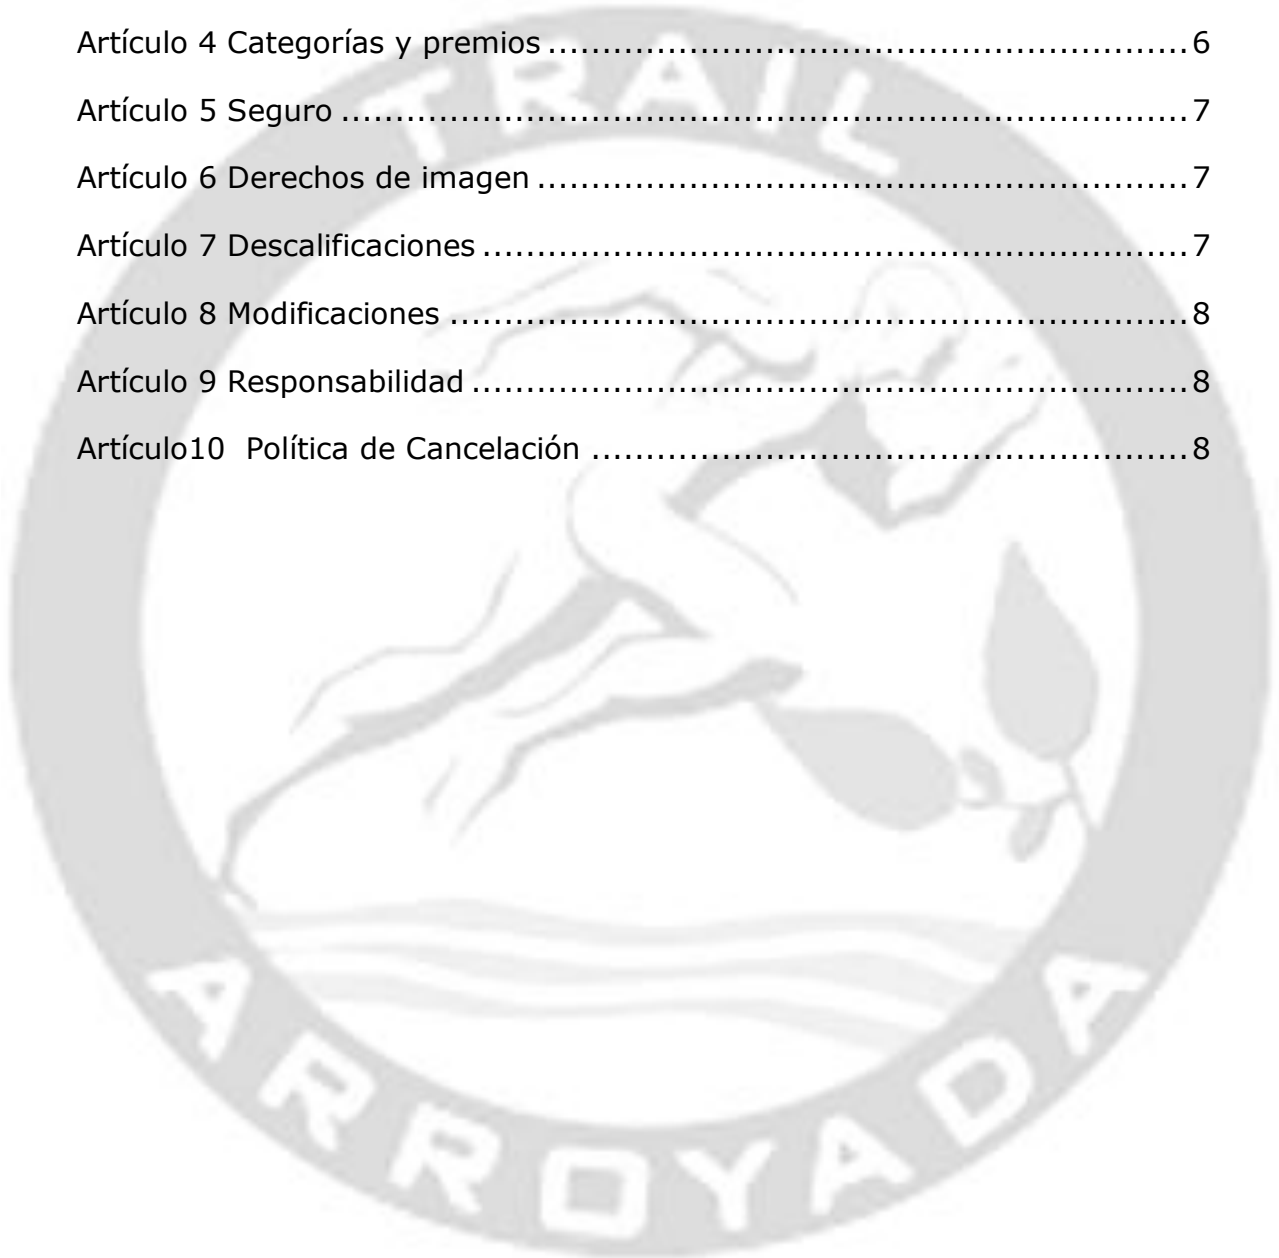 Artículo 4 Categorías y premios ........................................................................ 6
Artículo 5 Seguro ............................................................................................... 7
Artículo 6 Derechos de imagen ......................................................................... 7
Artículo 7 Descalificaciones ............................................................................... 7
Artículo 8 Modificaciones ................................................................................... 8
Artículo 9 Responsabilidad ................................................................................ 8
Artículo10  Política de Cancelación ................................................................... 8
TRAIL
ARROYADA